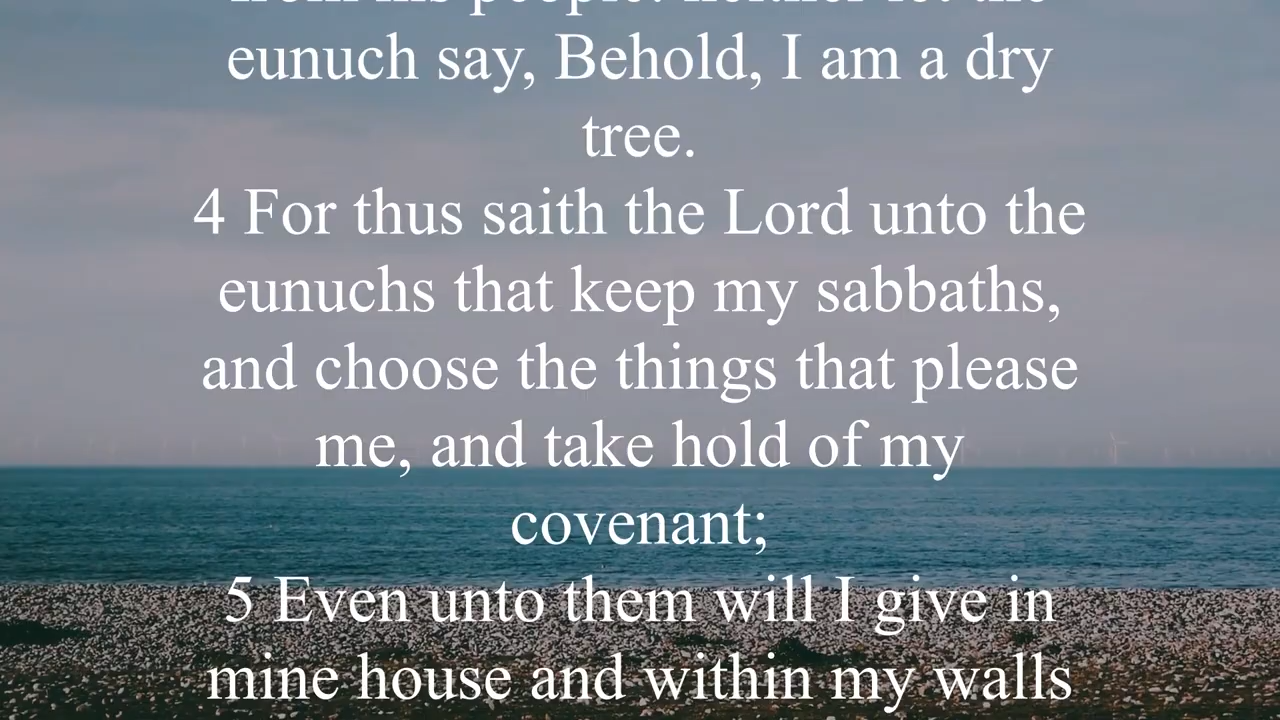 eunuch say, Behold, I am a dry
tree.
4 For thus saith the Lord unto the
eunuchs that keep my sabbaths,
and choose the things that please
me, and take hold of my
covenant;
5 Even unto them will I give in
mine house and within my walls